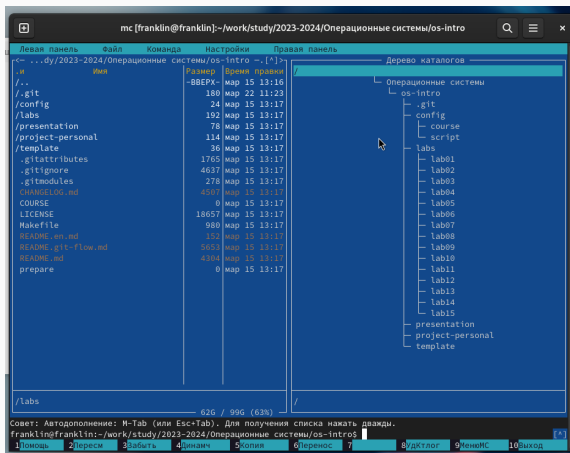 mc [franklin@franklin]:~/work/study/2023-2024/Операционные системы/os-intro
Левая панель Файл Команда Настройки Правая панель
<— ...dy/2023-2024/Операционные системы/os-intro —.[^]>
.и Имя Размер Время правки
/.. -ВВЕРХ- мар 15 13:16
/.git 180 мар 22 11:23
/config 24 мар 15 13:17
/labs 192 мар 15 13:17
/presentation 78 мар 15 13:17
/project-personal 114 мар 15 13:17
/template 36 мар 15 13:17
.gitattributes 1765 мар 15 13:17
.gitignore 4637 мар 15 13:17
.gitmodules 278 мар 15 13:17
CHANGELOG.md 4507 мар 15 13:17
COURSE 0 мар 15 13:17
LICENSE 18657 мар 15 13:17
Makefile 980 мар 15 13:17
README.en.md 152 мар 15 13:17
README.git-flow.md 5653 мар 15 13:17
README.md 4304 мар 15 13:17
prepare 0 мар 15 13:17
/labs
62G / 99G (63%)
Дерево каталогов
/
Операционные системы
os-intro
.git
config
course
script
labs
lab01
lab02
lab03
lab04
lab05
lab06
lab07
lab08
lab09
lab10
lab11
lab12
lab13
lab14
lab15
presentation
project-personal
template
/
Совет: Автодополнение: M-Tab (или Esc+Tab). Для получения списка нажать дважды.
franklin@franklin:~/work/study/2023-2024/Операционные системы/os-intro$ [^]
1Помощь 2Пересм 3Забыть 4Динамч 5Копия 6Перенос 7 8УдКтлог 9МенюМС 10Выход